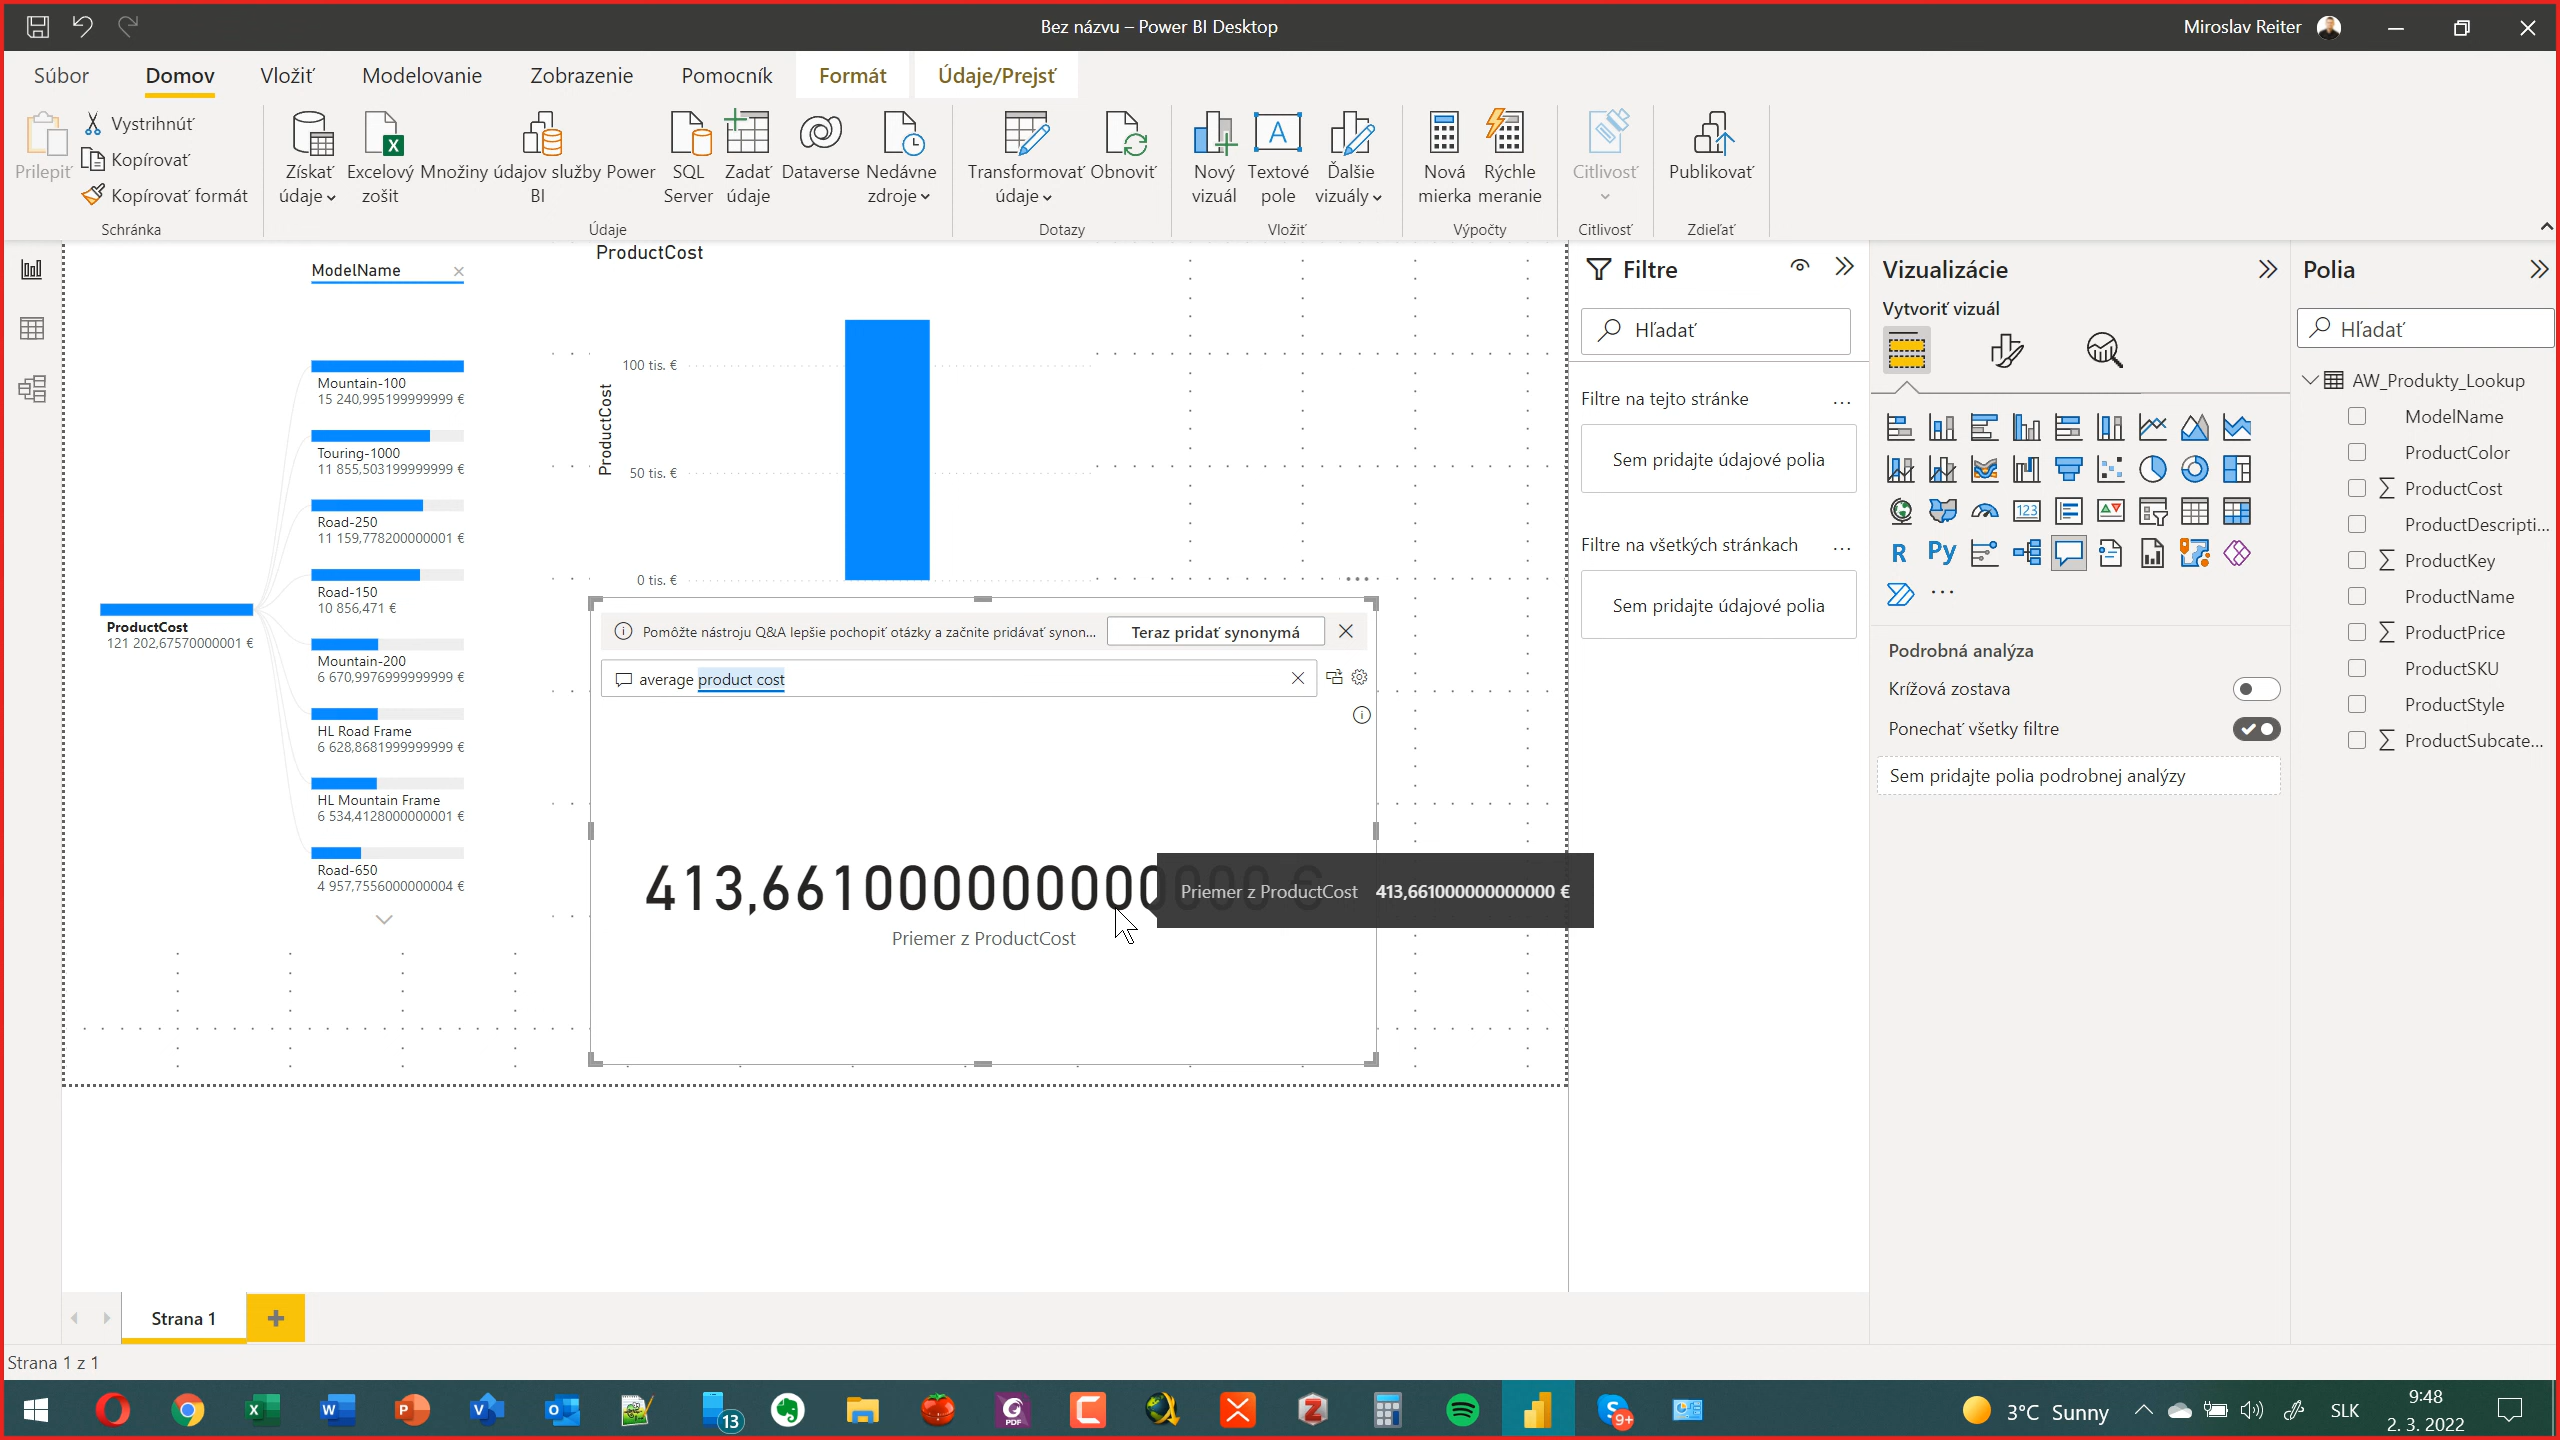 Bez názvu – Power BI Desktop
Miroslav Reiter
Súbor
Domov
Vložiť
Modelovanie
Zobrazenie
Pomocník
Formát
Údaje/Prejsť
Prilepiť
Vystrihnúť
Kopírovať
Kopírovať formát
Schránka
Získať údaje
Excelový zošit
Množiny údajov služby Power BI
SQL Server
Zadať údaje
Dataverse
Nedávne zdroje
Údaje
Transformovať údaje
Obnoviť
Dotazy
Nový vizuál
Textové pole
Ďalšie vizuály
Vložiť
Nová mierka
Rýchle meranie
Výpočty
Citlivosť
Citlivosť
Publikovať
Zdieľať
ModelName
Mountain-100
15 240,995199999999 €
Touring-1000
11 855,503199999999 €
Road-250
11 159,778200000001 €
Road-150
10 856,471 €
ProductCost
121 202,67570000001 €
Mountain-200
6 670,9976999999999 €
HL Road Frame
6 628,8681999999999 €
HL Mountain Frame
6 534,4128000000001 €
Road-650
4 957,7556000000004 €
ProductCost
ProductCost
100 tis. €
50 tis. €
0 tis. €
Pomôžte nástroju Q&A lepšie pochopiť otázky a začnite pridávať synon...
Teraz pridať synonymá
average product cost
Priemer z ProductCost 413,661000000000000 €
Priemer z ProductCost
Filtre
Hľadať
Filtre na tejto stránke
Sem pridajte údajové polia
Filtre na všetkých stránkach
Sem pridajte údajové polia
Vizualizácie
Vytvoriť vizuál
123
R
Py
Podrobná analýza
Krížová zostava
Ponechať všetky filtre
Sem pridajte polia podrobnej analýzy
Polia
Hľadať
AW_Produkty_Lookup
ModelName
ProductColor
ProductCost
ProductDescripti...
ProductKey
ProductName
ProductPrice
ProductSKU
ProductStyle
ProductSubcate...
Strana 1
Strana 1 z 1
13
PDF
9+
3°C Sunny
SLK
9:48
2. 3. 2022